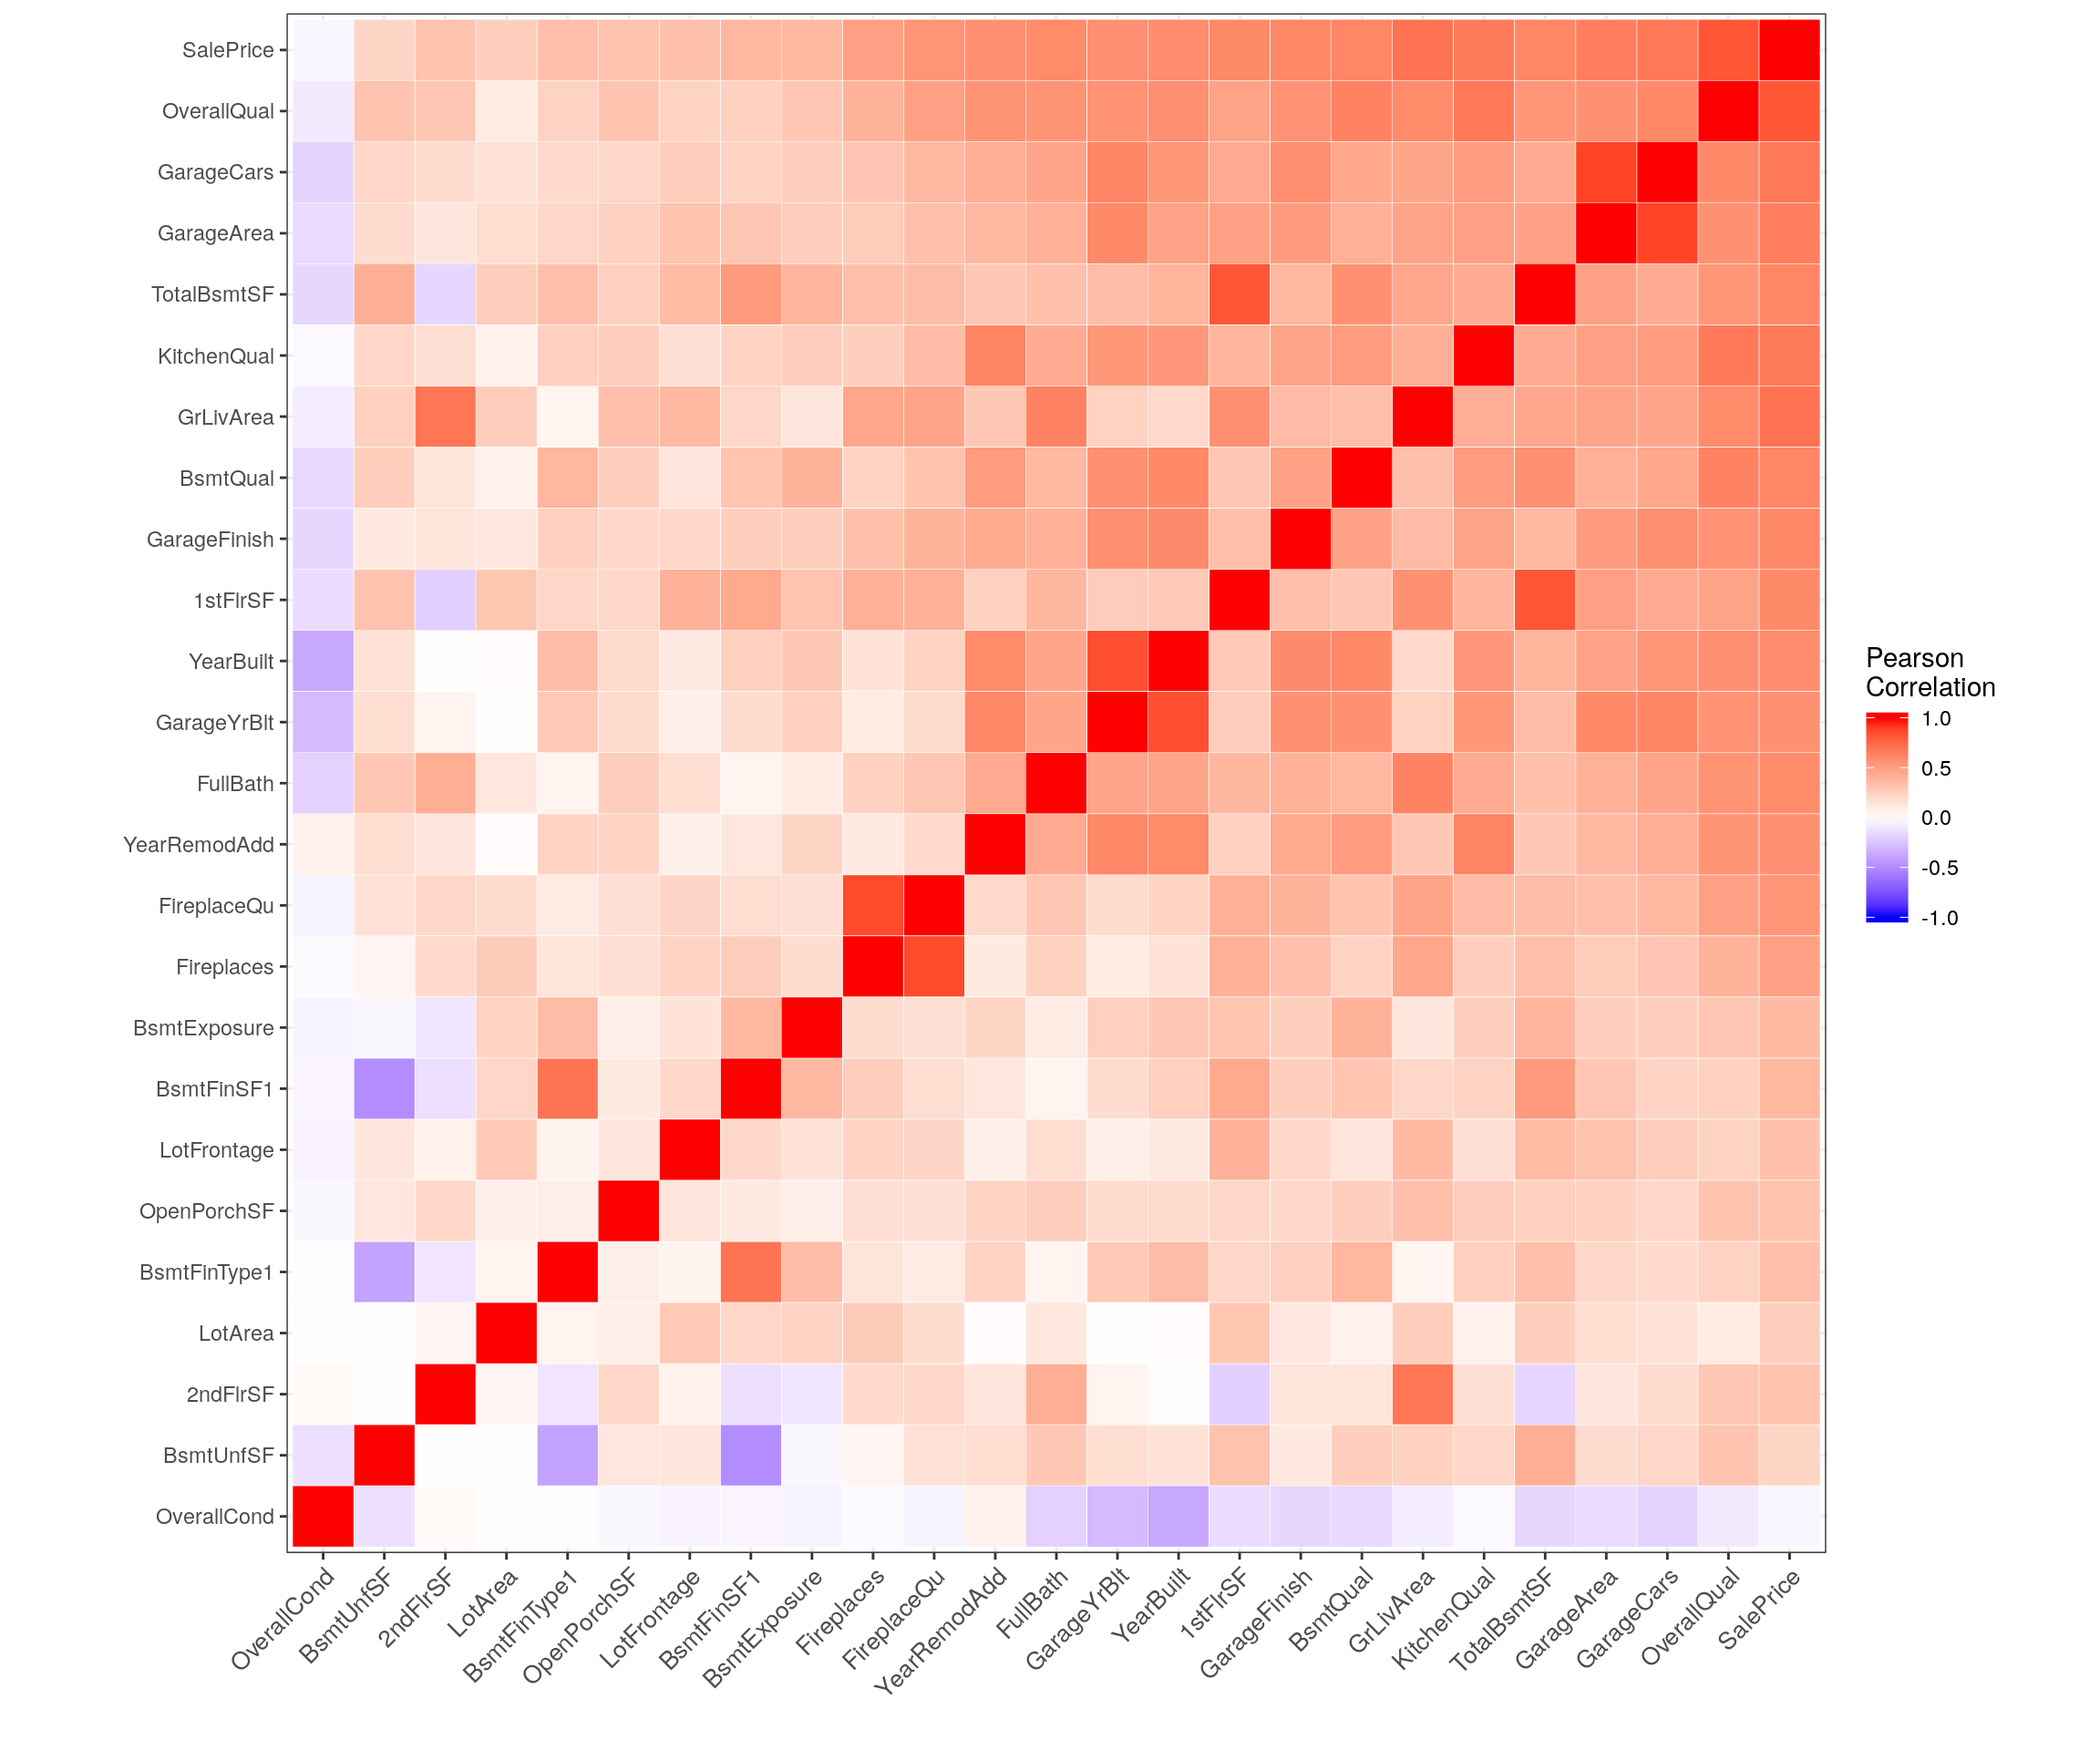 SalePrice
OverallQual
GarageCars
GarageArea
TotalBsmtSF
KitchenQual
GrLivArea
BsmtQual
GarageFinish
1stFlrSF
YearBuilt
GarageYrBlt
FullBath
YearRemodAdd
FireplaceQu
Fireplaces
BsmtExposure
BsmtFinSF1
LotFrontage
OpenPorchSF
BsmtFinType1
LotArea
2ndFlrSF
BsmtUnfSF
OverallCond
OverallCond
BsmtUnfSF
2ndFlrSF
LotArea
BsmtFinType1
OpenPorchSF
LotFrontage
BsmtFinSF1
BsmtExposure
Fireplaces
FireplaceQu
YearRemodAdd
FullBath
GarageYrBlt
YearBuilt
1stFlrSF
GarageFinish
BsmtQual
GrLivArea
KitchenQual
TotalBsmtSF
GarageArea
GarageCars
OverallQual
SalePrice
Pearson
Correlation
1.0
0.5
0.0
-0.5
-1.0